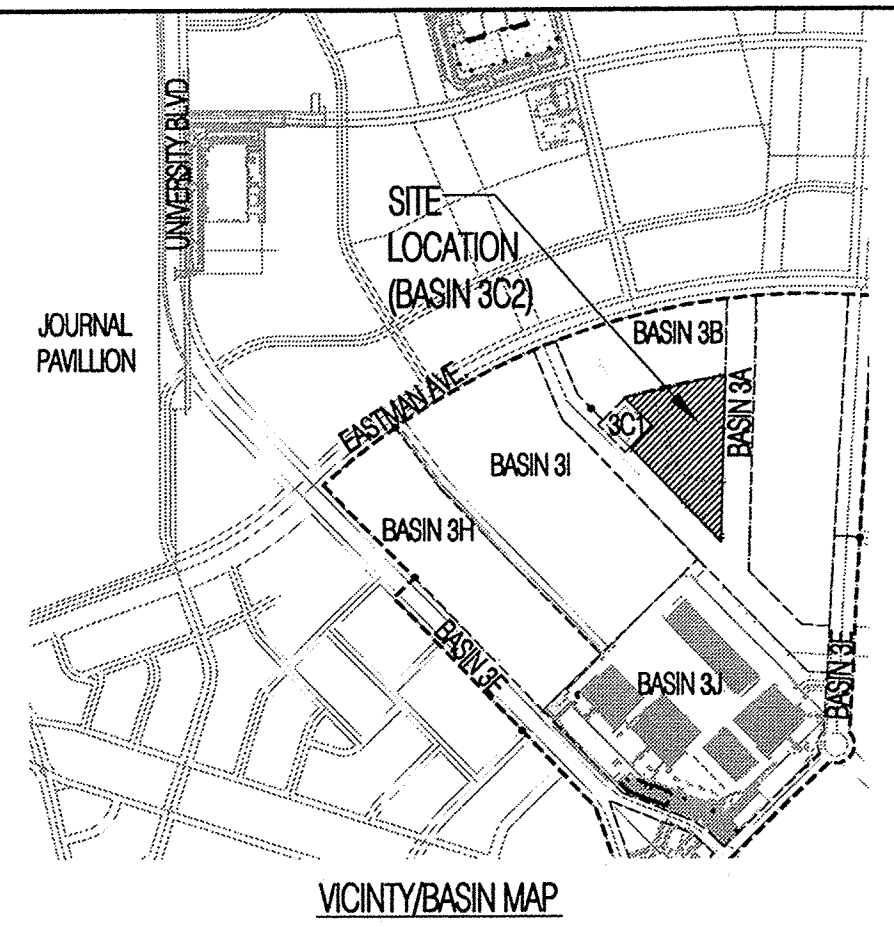 UNIVERSITY BLVD
SITE
LOCATION
(BASIN 3C2)
JOURNAL
PAVILLION
BASIN 3B
EASTMAN AVE.
BASIN 3A
3C1
BASIN 3I
BASIN 3H
BASIN 3E
BASIN 3J
BASIN 3F
VICINTY/BASIN MAP